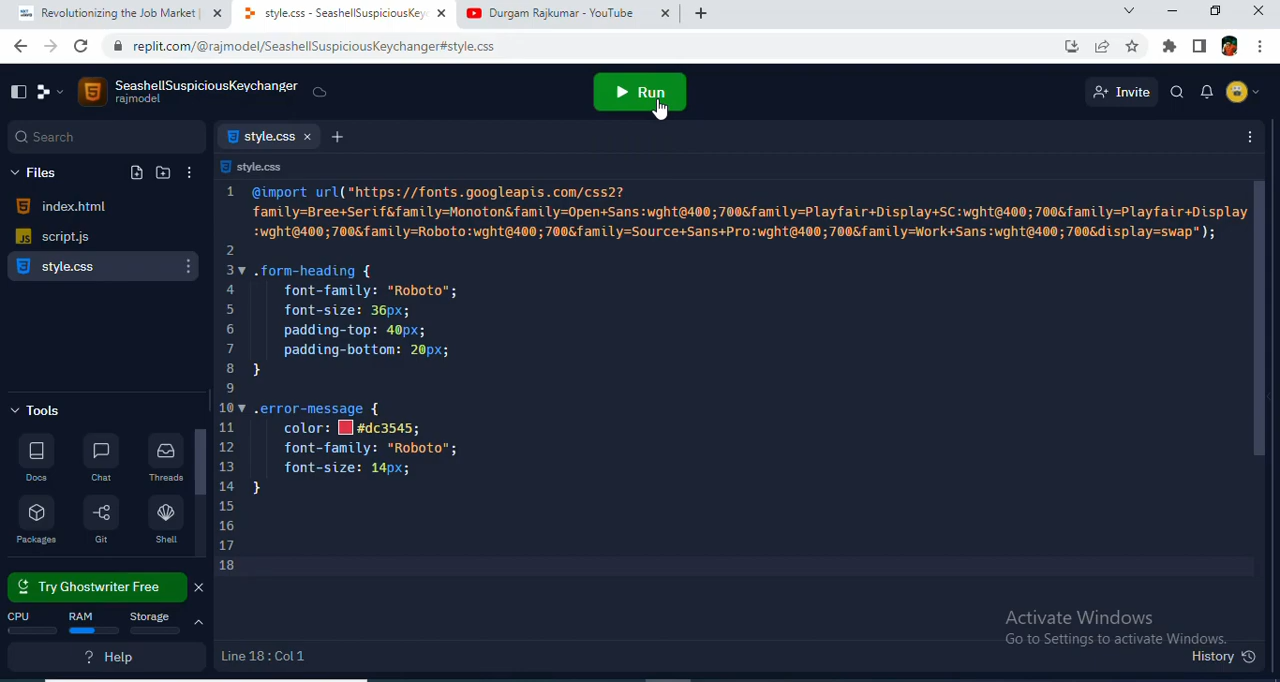 Revolutionizing the Job Market
style.css - SeashellSuspiciousKey
Durgam Rajkumar - YouTube
replit.com/@rajmodel/SeashellSuspiciousKeychanger#style.css
SeashellSuspiciousKeychanger
rajmodel
Run
Invite
Search
style.css
Files
style.css
index.html
script.js
style.css
1 @import url("https://fonts.googleapis.com/css2?
family=Bree+Serif&family=Monoton&family=Open+Sans:wght@400;700&family=Playfair+Display+SC:wght@400;700&family=Playfair+Display
:wght@400;700&family=Roboto:wght@400;700&family=Source+Sans+Pro:wght@400;700&family=Work+Sans:wght@400;700&display=swap");
2
3 .form-heading {
4 font-family: "Roboto";
5 font-size: 36px;
6 padding-top: 40px;
7 padding-bottom: 20px;
8 }
9
10 .error-message {
11 color: #dc3545;
12 font-family: "Roboto";
13 font-size: 14px;
14 }
15
16
17
18
Tools
Docs
Chat
Threads
Packages
Git
Shell
Try Ghostwriter Free
CPU
RAM
Storage
? Help
Line 18 : Col 1
Activate Windows
Go to Settings to activate Windows.
History